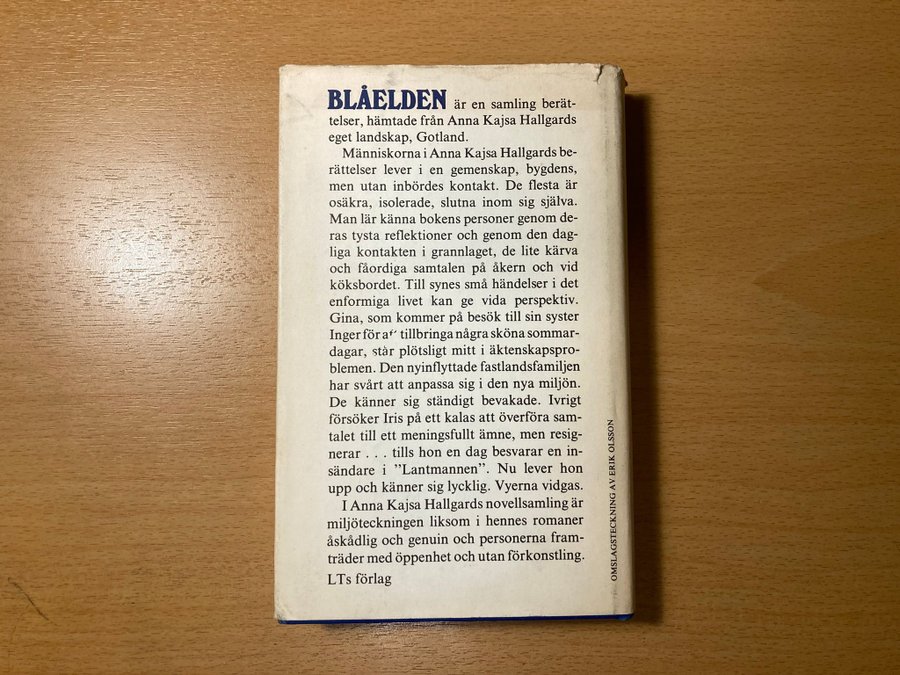 BLÅELDEN är en samling berät-
telser, hämtade från Anna Kajsa Hallgards
eget landskap, Gotland.
Människorna i Anna Kajsa Hallgards be-
rättelser lever i en gemenskap, bygdens,
men utan inbördes kontakt. De flesta är
osäkra, isolerade, slutna inom sig själva.
Man lär känna bokens personer genom de-
ras tysta reflektioner och genom den dag-
liga kontakten i grannlaget, de lite kärva
och fåordiga samtalen på åkern och vid
köksbordet. Till synes små händelser i det
enformiga livet kan ge vida perspektiv.
Gina, som kommer på besök till sin syster
Inger för att tillbringa några sköna sommar-
dagar, står plötsligt mitt i äktenskapspro-
blemen. Den nyinflyttade fastlandsfamiljen
har svårt att anpassa sig i den nya miljön.
De känner sig ständigt bevakade. Ivrigt
försöker Iris på ett kalas att överföra sam-
talet till ett meningsfullt ämne, men resig-
nerar . . . tills hon en dag besvarar en in-
sändare i ”Lantmannen”. Nu lever hon
upp och känner sig lycklig. Vyerna vidgas.
I Anna Kajsa Hallgards novellsamling är
miljöteckningen liksom i hennes romaner
åskådlig och genuin och personerna fram-
träder med öppenhet och utan förkonstling.
LTs förlag
OMSLAGSTECKNING AV ERIK OLSSON